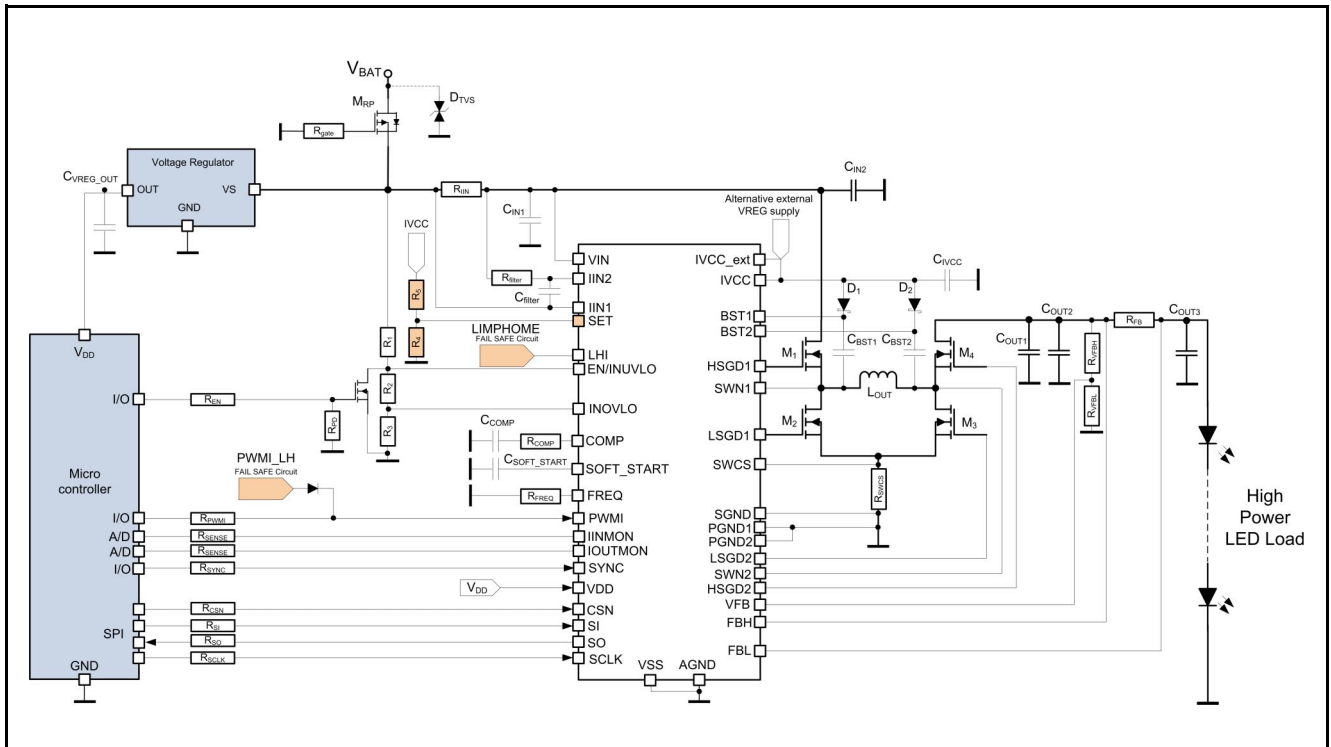 VBAT
MRP
DTVS
Rgate
Voltage Regulator
CVREG_OUT
OUT
VS
GND
RIIN
CIN1
CIN2
Alternative external
VREG supply
IVCC
R5
R4
Rfilter
Cfilter
LIMPHOME
FAIL SAFE Circuit
VIN
IIN2
IIN1
SET
LHI
EN/INUVLO
INOVLO
COMP
SOFT_START
FREQ
PWMI
IINMON
IOUTMON
SYNC
VDD
CSN
SI
SO
SCLK
VSS
AGND
IVCC_ext
IVCC
BST1
BST2
HSGD1
SWN1
LSGD1
SWCS
SGND
PGND1
PGND2
LSGD2
SWN2
HSGD2
VFB
FBH
FBL
CIVCC
D1
D2
CBST1
CBST2
M1
M4
LOUT
M2
M3
RSWCS
COUT1
COUT2
RFB
COUT3
RVFBH
RVFBL
High
Power
LED Load
R1
R2
R3
REN
RPD
CCOMP
RCOMP
CSOFT_START
RFREQ
PWMI_LH
FAIL SAFE Circuit
VDD
I/O
Micro
controller
I/O
A/D
A/D
I/O
SPI
GND
RPWMI
RSENSE
RSENSE
RSYNC
VDD
RCSN
RSI
RSO
RSCLK